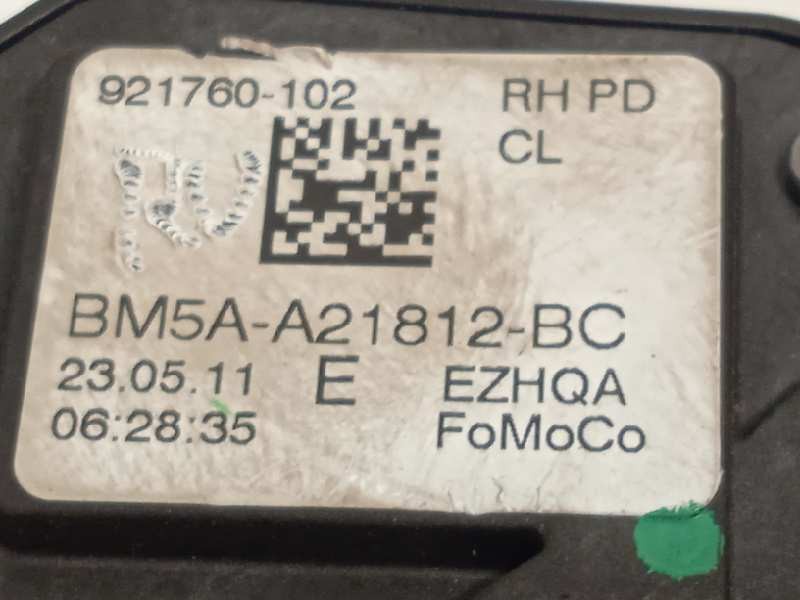 921760-102 RH PD
CL
BM5A-A21812-BC
23.05.11 E EZHQA
06:28:35 FoMoCo